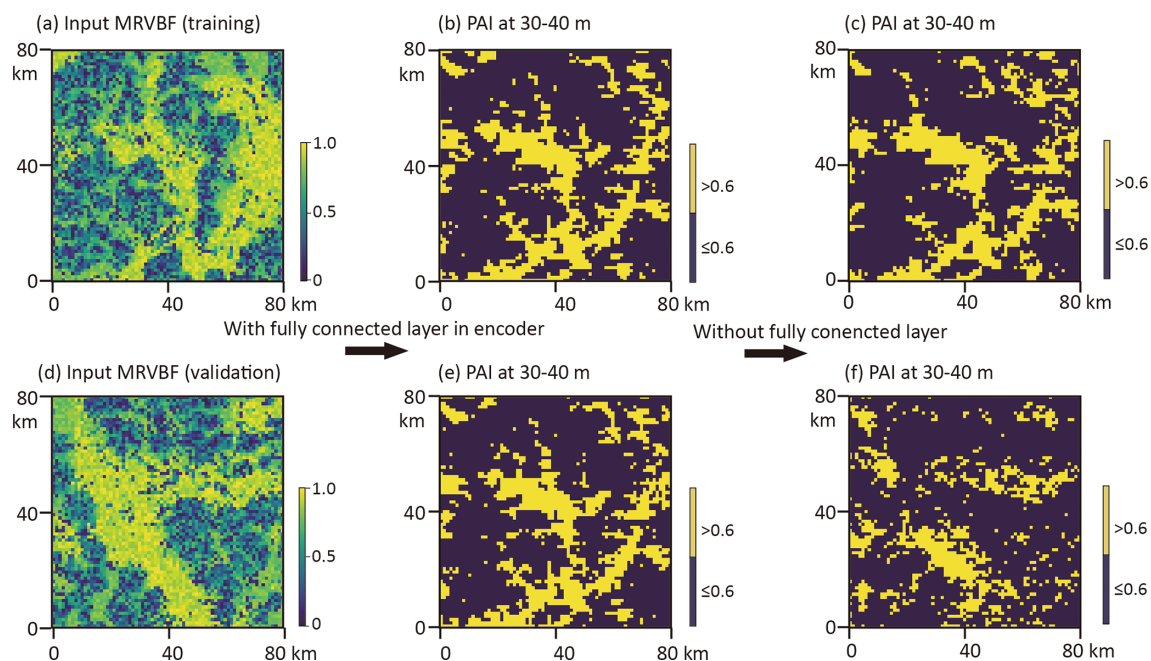 (a) Input MRVBF (training)
(b) PAI at 30-40 m
(c) PAI at 30-40 m
80
km
40
0
0
40
80 km
1.0
0.5
0
80
km
40
0
0
40
80 km
>0.6
≤0.6
80
km
40
0
0
40
80 km
>0.6
≤0.6
With fully connected layer in encoder
Without fully conencted layer
(d) Input MRVBF (validation)
(e) PAI at 30-40 m
(f) PAI at 30-40 m
80
km
40
0
0
40
80 km
1.0
0.5
0
80
km
40
0
0
40
80 km
>0.6
≤0.6
80
km
40
0
0
40
80 km
>0.6
≤0.6